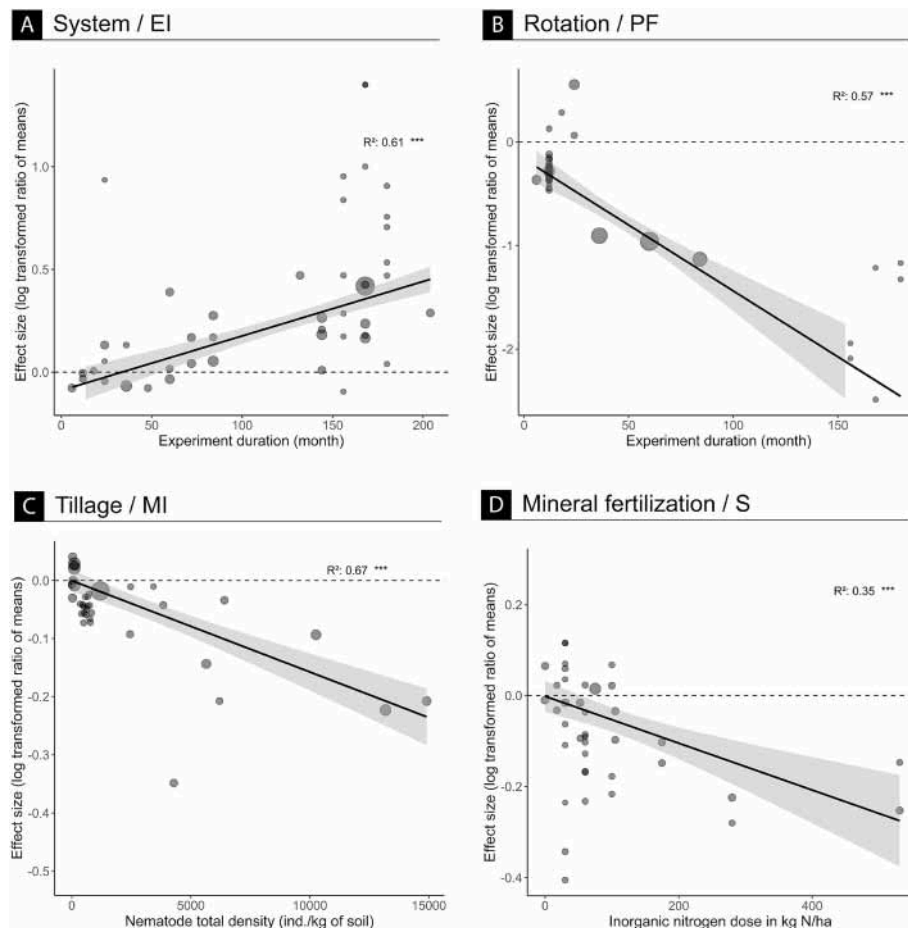 A System / EI
Effect size (log transformed ratio of means)
1.0
0.5
0.0
R²: 0.61 ***
0 50 100 150 200
Experiment duration (month)
B Rotation / PF
Effect size (log transformed ratio of means)
0
-1
-2
R²: 0.57 ***
0 50 100 150
Experiment duration (month)
C Tillage / MI
Effect size (log transformed ratio of means)
0.0
-0.1
-0.2
-0.3
-0.4
-0.5
R²: 0.67 ***
0 5000 10000 15000
Nematode total density (ind./kg of soil)
D Mineral fertilization / S
Effect size (log transformed ratio of means)
0.2
0.0
-0.2
-0.4
R²: 0.35 ***
0 200 400
Inorganic nitrogen dose in kg N/ha